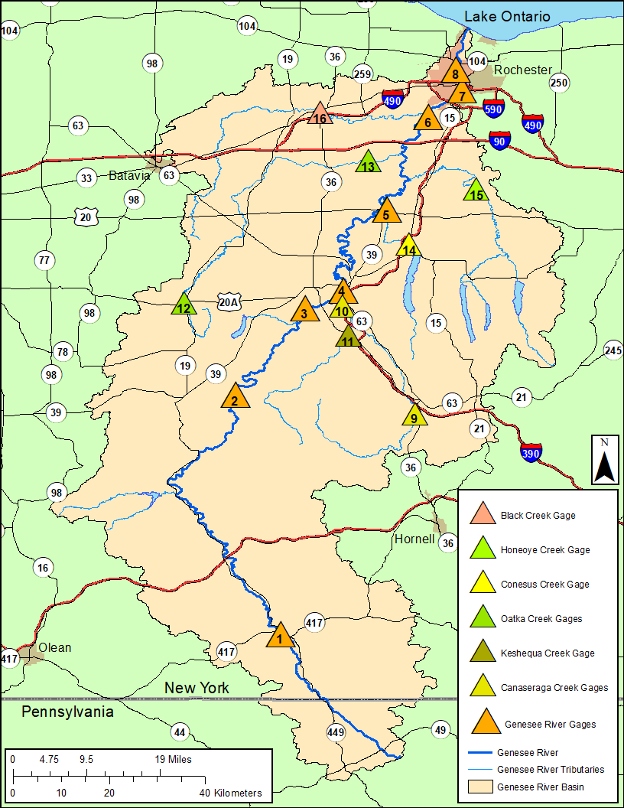 Lake Ontario
104
104
104
19
36
98
259
Rochester
250
8
7
490
590
490
16
6
15
63
90
13
36
Batavia
63
33
98
15
20
5
39
14
77
4
20A
12
3
10
98
63
15
11
78
19
39
98
245
2
21
63
39
9
21
390
36
N
98
Hornell
36
16
417
1
417
417
Olean
New York
Pennsylvania
44
449
49
Black Creek Gage
Honeoye Creek Gage
Conesus Creek Gage
Oatka Creek Gages
Keshequa Creek Gage
Canaseraga Creek Gages
Genesee River Gages
Genesee River
Genesee River Tributaries
Genesee River Basin
0 4.75 9.5 19 Miles
0 10 20 40 Kilometers